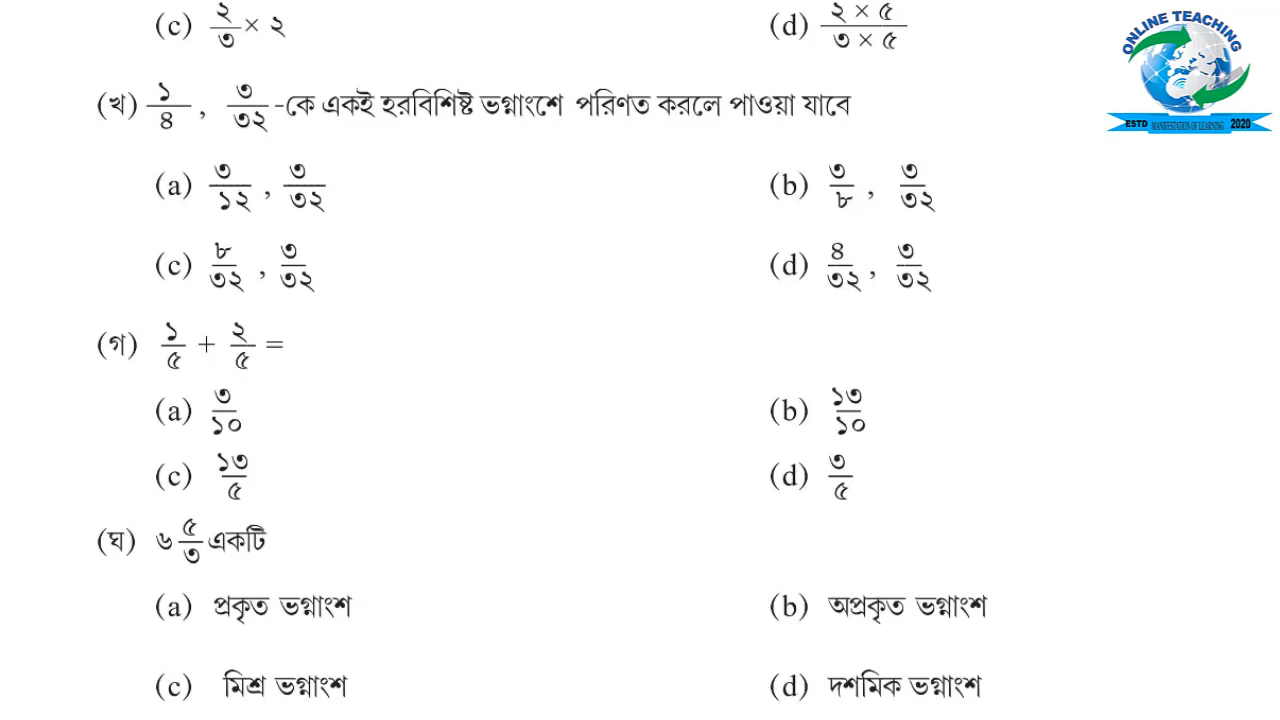 (c) ২/৩ × ২ (d) ২ × ৫/৩ × ৫
ONLINE TEACHING
(খ) ১/৪ , ৩/৩২ -কে একই হরবিশিষ্ট ভগ্নাংশে পরিণত করলে পাওয়া যাবে
ESTD MANIFESTATION OF LEARNING 2020
(a) ৩/১২ , ৩/৩২ (b) ৩/৮ , ৩/৩২
(c) ৮/৩২ , ৩/৩২ (d) ৪/৩২ , ৩/৩২
(গ) ১/৫ + ২/৫ =
(a) ৩/১০ (b) ১৩/১০
(c) ১৩/৫ (d) ৩/৫
(ঘ) ৬ ৫/৩ একটি
(a) প্রকৃত ভগ্নাংশ (b) অপ্রকৃত ভগ্নাংশ
(c) মিশ্র ভগ্নাংশ (d) দশমিক ভগ্নাংশ